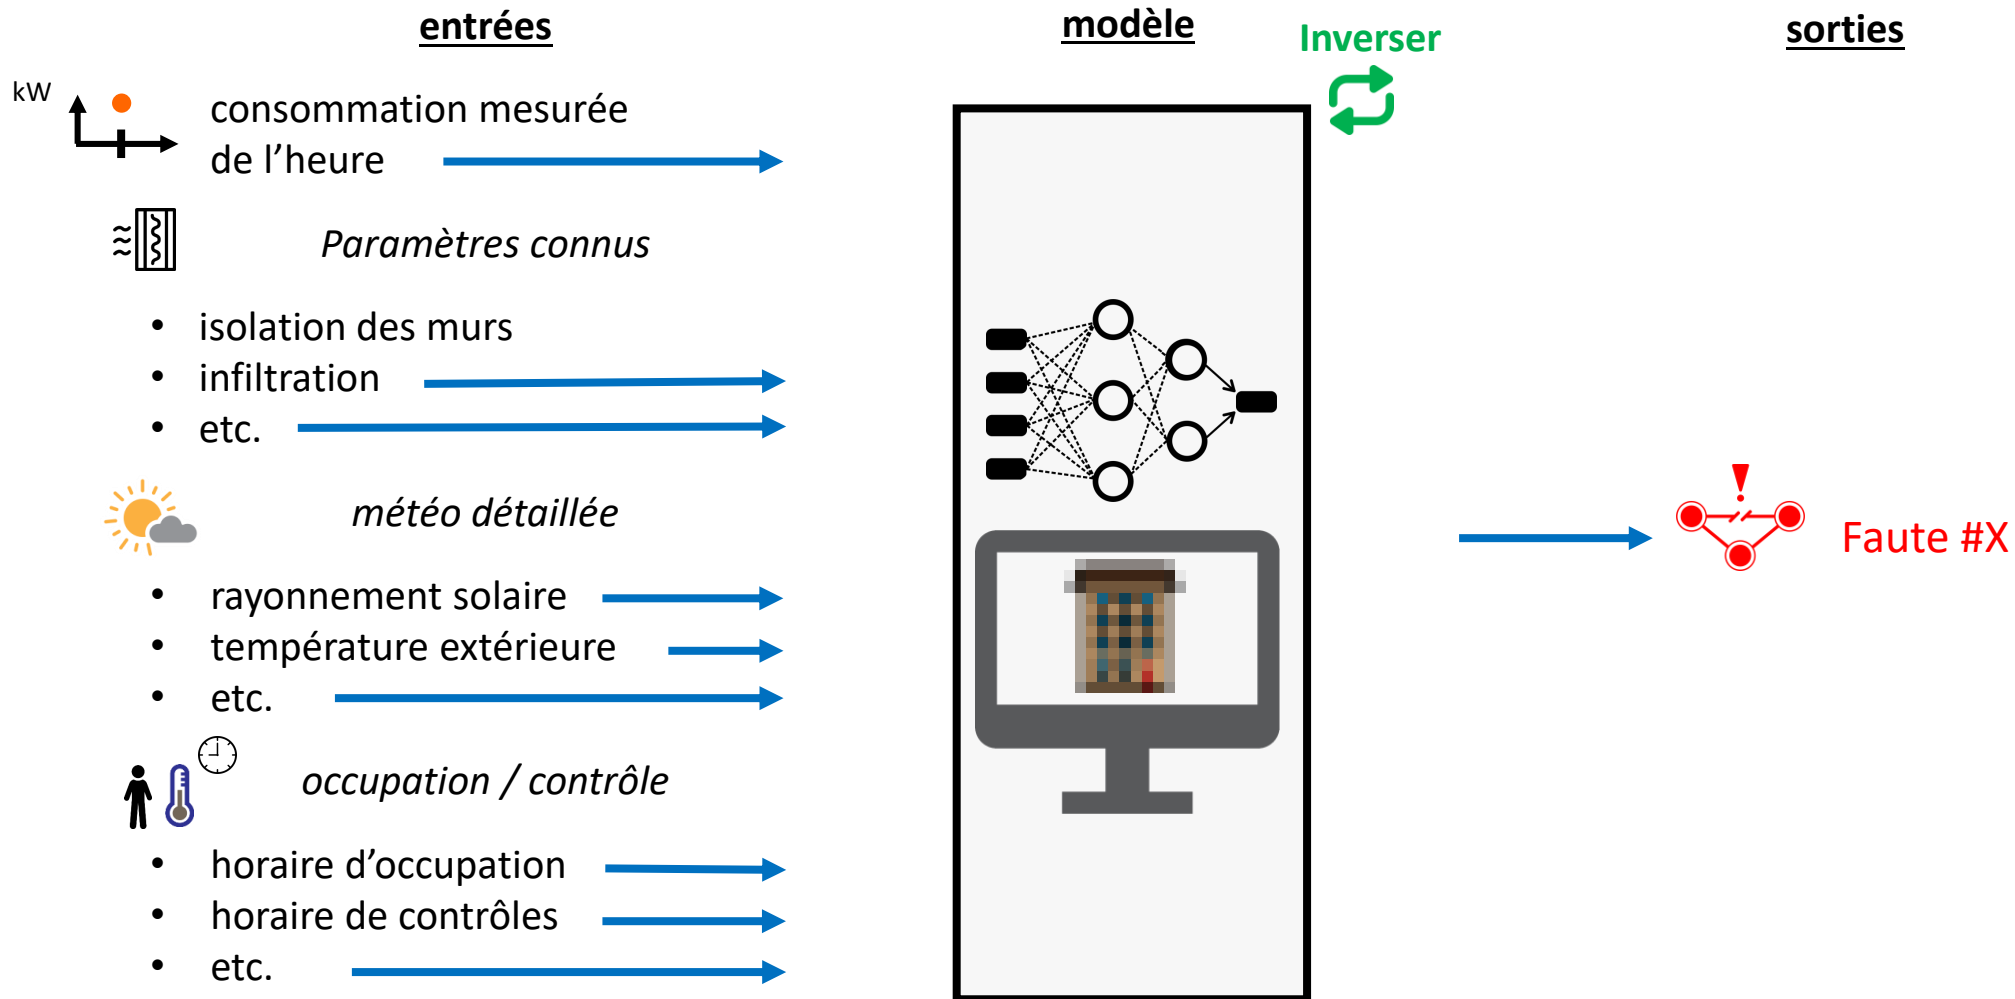 entrées
modèle
Inverser
sorties
kW
consommation mesurée
de l’heure
Paramètres connus
• isolation des murs
• infiltration
• etc.
météo détaillée
• rayonnement solaire
• température extérieure
• etc.
occupation / contrôle
• horaire d’occupation
• horaire de contrôles
• etc.
Faute #X